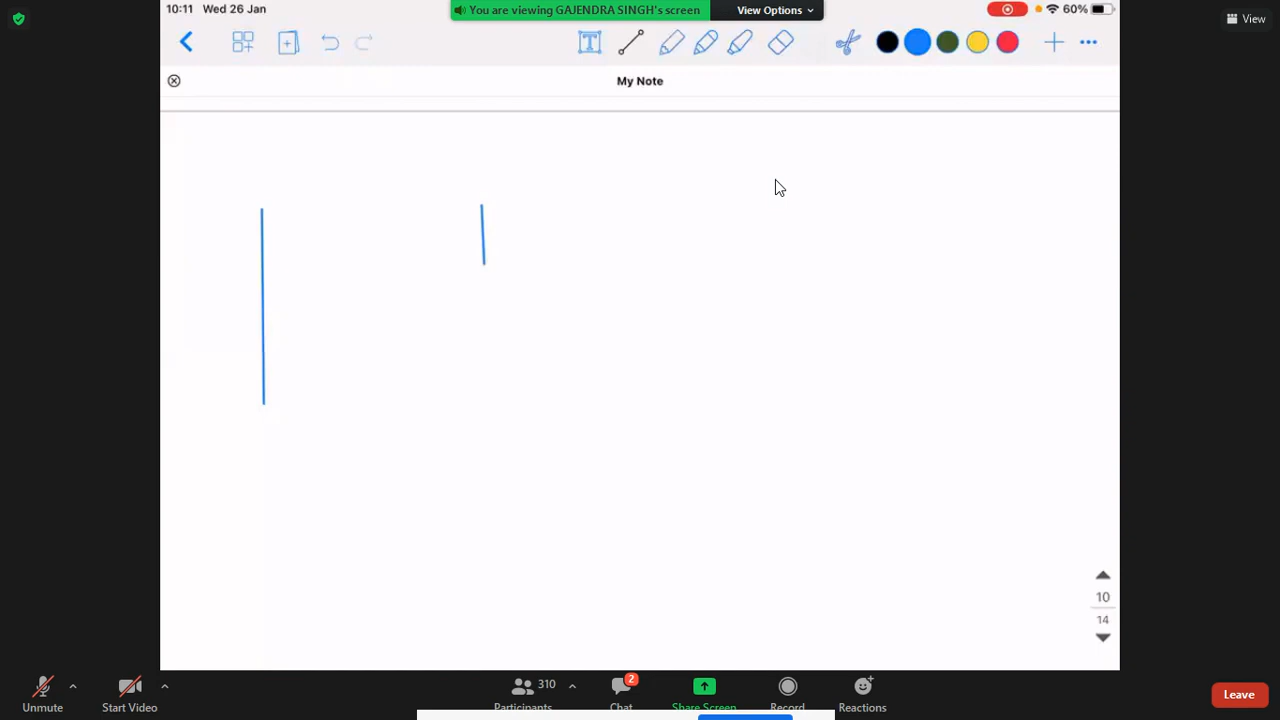 10:11 Wed 26 Jan
You are viewing GAJENDRA SINGH's screen
View Options
60%
View
T
My Note
10
14
Unmute
Start Video
310
Participants
2
Chat
Share Screen
Record
Reactions
Leave